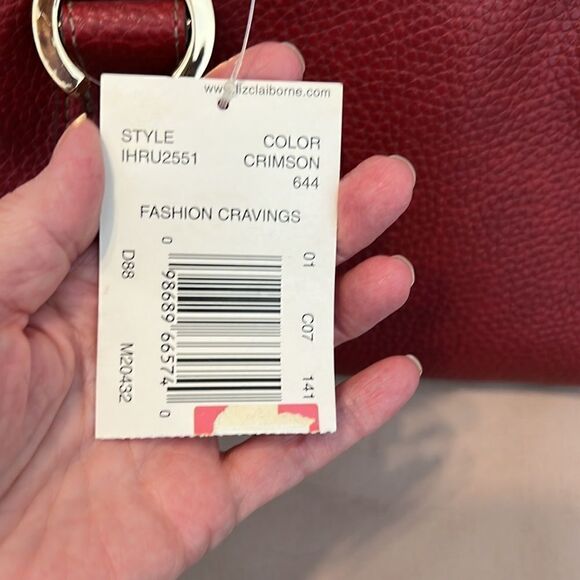 www.lizclaiborne.com
STYLE
IHRU2551
COLOR
CRIMSON
644
FASHION CRAVINGS
0 98689 66574 0
01 C07 141
D88 M20432